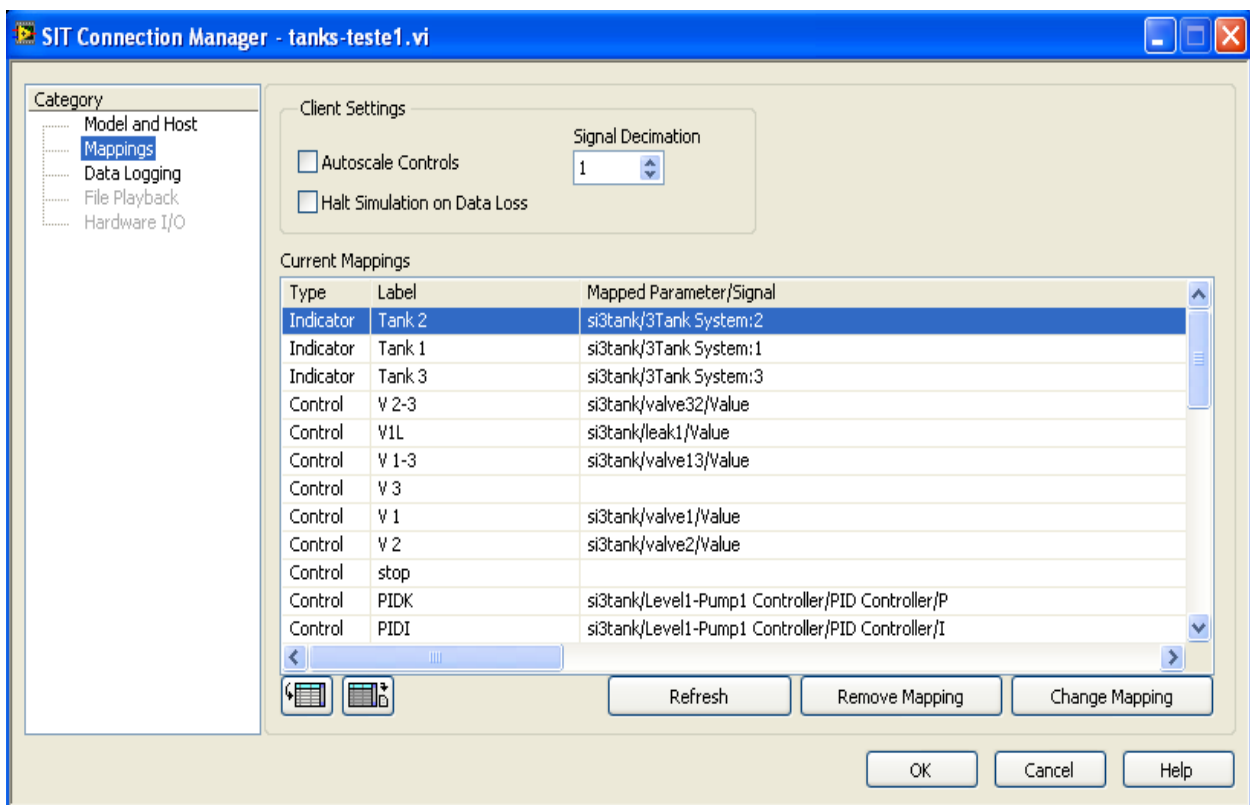 SIT Connection Manager - tanks-teste1.vi
Category
Model and Host
Mappings
Data Logging
File Playback
Hardware I/O
Client Settings
Signal Decimation
Autoscale Controls
1
Halt Simulation on Data Loss
Current Mappings
Type Label Mapped Parameter/Signal
Indicator Tank 2 si3tank/3Tank System:2
Indicator Tank 1 si3tank/3Tank System:1
Indicator Tank 3 si3tank/3Tank System:3
Control V 2-3 si3tank/valve32/Value
Control V1L si3tank/leak1/Value
Control V 1-3 si3tank/valve13/Value
Control V 3
Control V 1 si3tank/valve1/Value
Control V 2 si3tank/valve2/Value
Control stop
Control PIDK si3tank/Level1-Pump1 Controller/PID Controller/P
Control PIDI si3tank/Level1-Pump1 Controller/PID Controller/I
Refresh Remove Mapping Change Mapping
OK Cancel Help